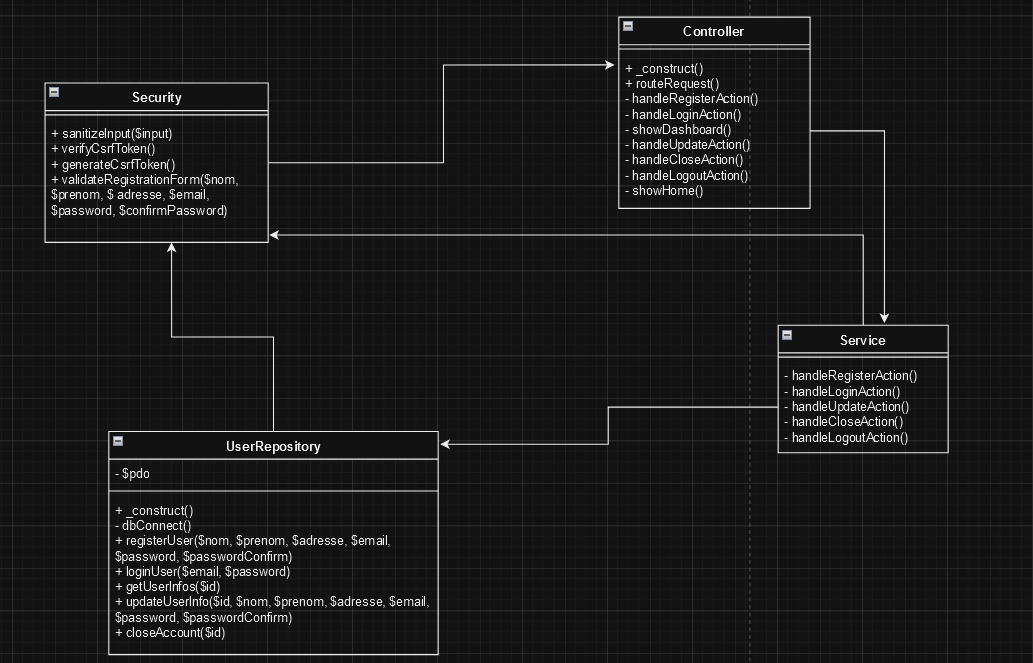 Controller
+ _construct()
+ routeRequest()
- handleRegisterAction()
- handleLoginAction()
- showDashboard()
- handleUpdateAction()
- handleCloseAction()
- handleLogoutAction()
- showHome()
Security
+ sanitizeInput($input)
+ verifyCsrfToken()
+ generateCsrfToken()
+ validateRegistrationForm($nom,
$prenom, $ adresse, $email,
$password, $confirmPassword)
Service
- handleRegisterAction()
- handleLoginAction()
- handleUpdateAction()
- handleCloseAction()
- handleLogoutAction()
UserRepository
- $pdo
+ _construct()
- dbConnect()
+ registerUser($nom, $prenom, $adresse, $email,
$password, $passwordConfirm)
+ loginUser($email, $password)
+ getUserInfos($id)
+ updateUserInfo($id, $nom, $prenom, $adresse, $email,
$password, $passwordConfirm)
+ closeAccount($id)